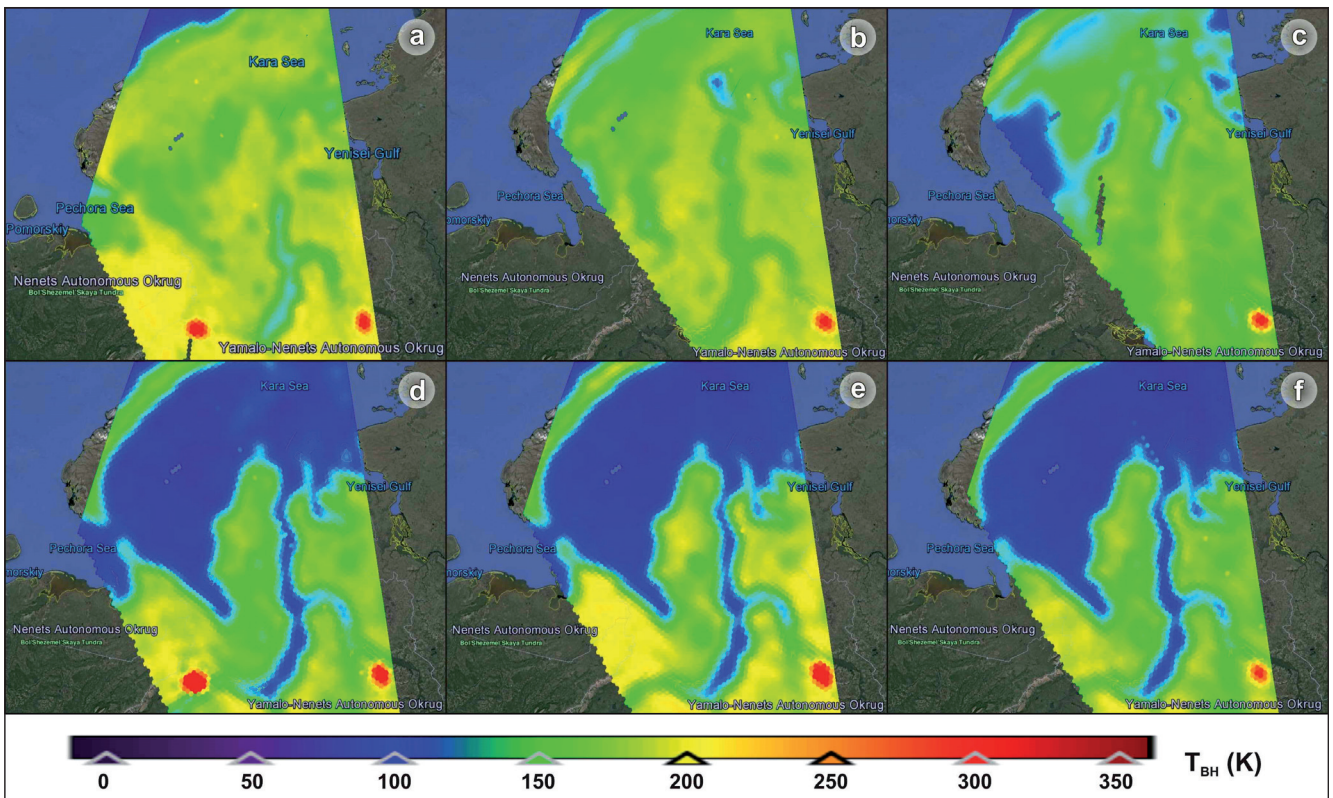 a
Kara Sea
Yenisei Gulf
Pechora Sea
Pomorskiy
Nenets Autonomous Okrug
Bol'Shezemel'Skaya Tundra
Yamalo-Nenets Autonomous Okrug
b
Kara Sea
Yenisei-Gulf
Pechora Sea
omorskiy
Nenets Autonomous Okrug
Bol'Shezemel'Skaya Tundra
Yamalo-Nenets Autonomous Okrug
c
Kara Sea
Yenisei-Gulf
Pechora Sea
omorskiy
Nenets Autonomous Okrug
Bol'Shezemel'Skaya Tundra
Yamalo-Nenets Autonomous Okrug
d
Kara Sea
Yenisei-Gulf
Pechora Sea
omorskiy
Nenets Autonomous Okrug
Bol'Shezemel'Skaya Tundra
Yamalo-Nenets Autonomous Okrug
e
Kara Sea
Yenisei-Gulf
Pechora Sea
omorskiy
Nenets Autonomous Okrug
Bol'Shezemel'Skaya Tundra
Yamalo-Nenets Autonomous Okrug
f
Kara Sea
Yenisei-Gulf
Pechora Sea
omorskiy
Nenets Autonomous Okrug
Bol'Shezemel'Skaya Tundra
Yamalo-Nenets Autonomous Okrug
0 50 100 150 200 250 300 350 T_BH (K)